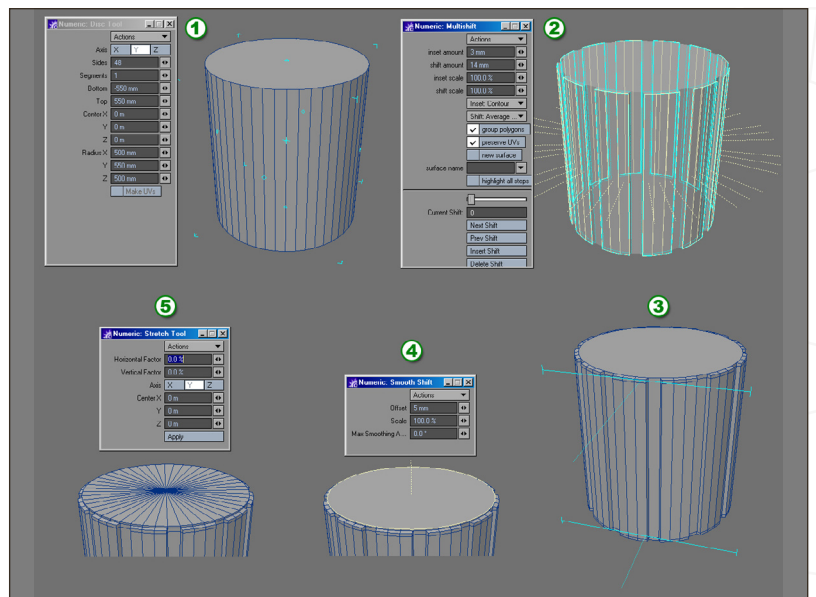 Numeric: Disc Tool
Actions
Axis X Y Z
Sides 48
Segments 1
Bottom -550 mm
Top 550 mm
Center X 0 m
Y 0 m
Z 0 m
Radius X 500 mm
Y 550 mm
Z 500 mm
Make UVs
1
Numeric: Multishift
Actions
inset amount 3 mm
shift amount 14 mm
inset scale 100.0 %
shift scale 100.0 %
Inset: Contour
Shift: Average ...
group polygons
preserve UVs
new surface
surface name
highlight all stops
Current Shift: 0
Next Shift
Prev Shift
Insert Shift
Delete Shift
2
3
4
Numeric: Smooth Shift
Actions
Offset 5 mm
Scale 100.0 %
Max Smoothing A... 0.0 °
5
Numeric: Stretch Tool
Actions
Horizontal Factor 0.0 %
Vertical Factor 0.0 %
Axis X Y Z
Center X 0 m
Y 0 m
Z 0 m
Apply